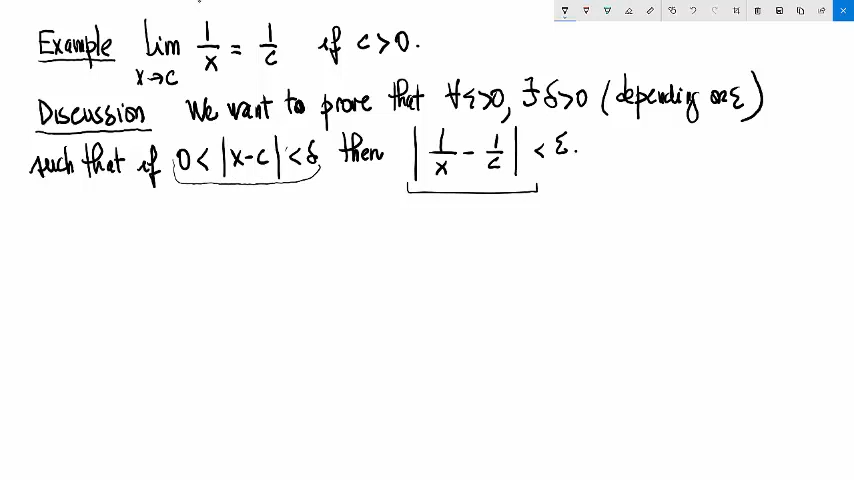 Example lim x→c 1/x = 1/c if c>0.
Discussion We want to prove that ∀ε>0, ∃ δ>0 (depending on ε)
such that if 0<|x-c|<δ then |1/x - 1/c| < ε.